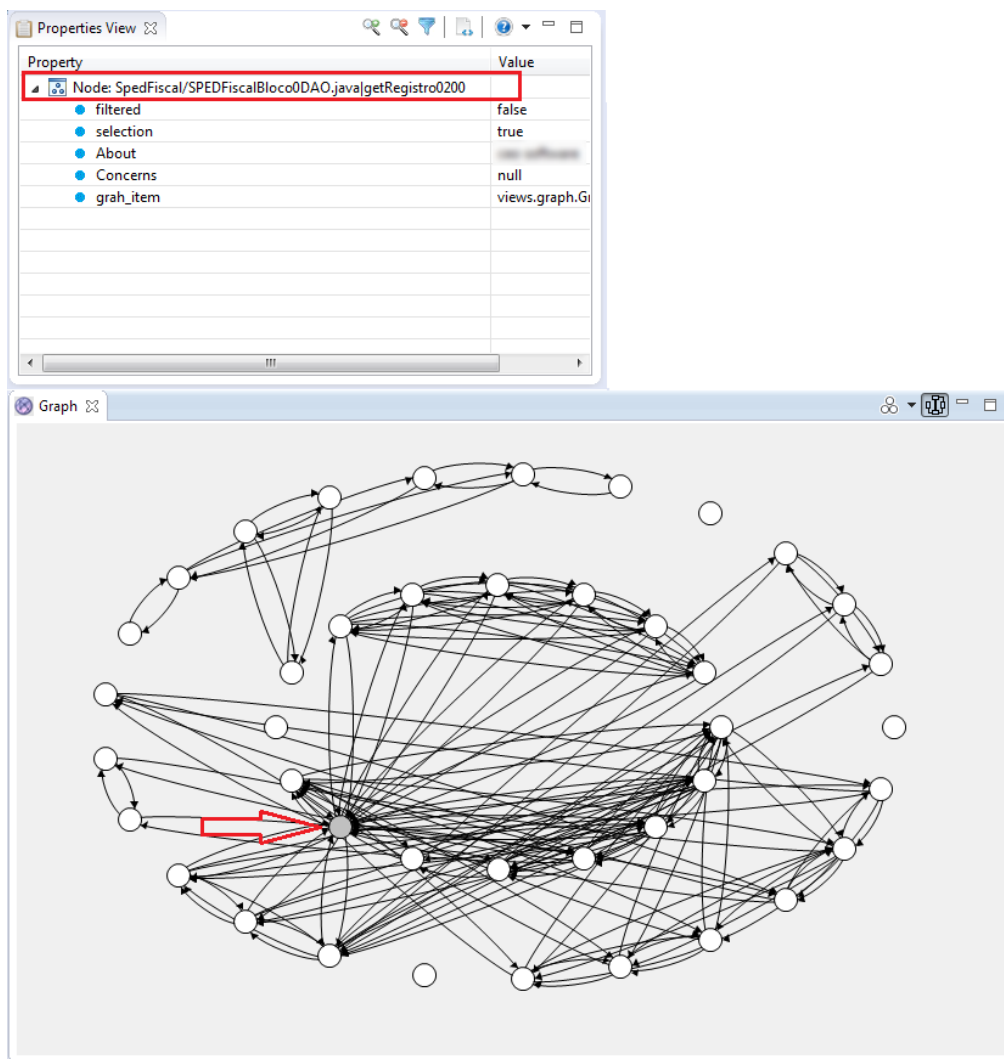 Properties View
Property Value
Node: SpedFiscal/SPEDFiscalBloco0DAO.java|getRegistro0200
filtered false
selection true
About
Concerns null
grah_item views.graph.G
Graph